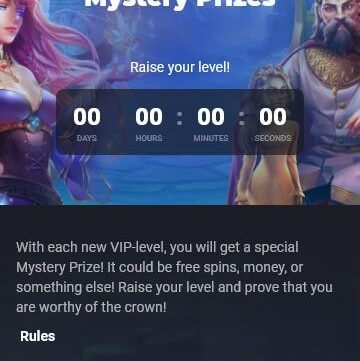 Mystery Prizes
Raise your level!
00 00 : 00 : 00
DAYS HOURS MINUTES SECONDS
With each new VIP-level, you will get a special
Mystery Prize! It could be free spins, money, or
something else! Raise your level and prove that you
are worthy of the crown!
Rules